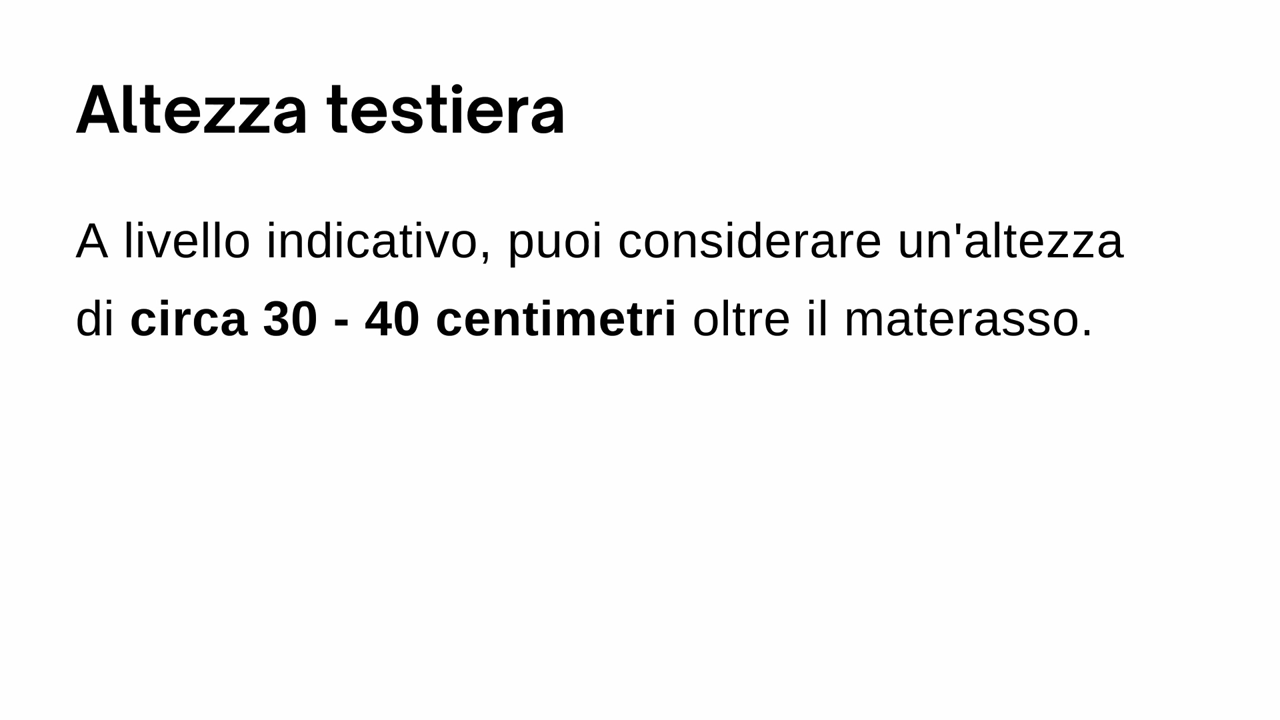 Altezza testiera
A livello indicativo, puoi considerare un'altezza
di circa 30 - 40 centimetri oltre il materasso.